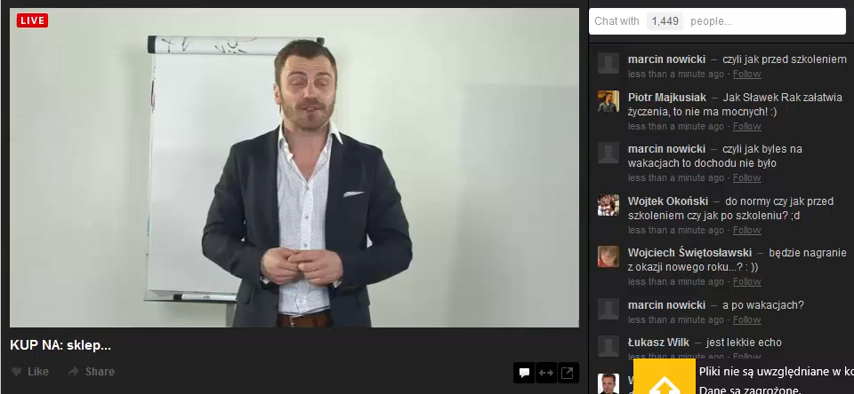 LIVE
Chat with 1,449 people...
marcin nowicki – czyli jak przed szkoleniem
less than a minute ago · Follow
Piotr Majkusiak – Jak Sławek Rak załatwia
życzenia, to nie ma mocnych! :)
less than a minute ago · Follow
marcin nowicki – czyli jak byles na
wakacjach to dochodu nie było
less than a minute ago · Follow
Wojtek Okoński – do normy czy jak przed
szkoleniem czy jak po szkoleniu? ;d
less than a minute ago · Follow
Wojciech Świętosławski – będzie nagranie
z okazji nowego roku...? : ))
less than a minute ago · Follow
marcin nowicki – a po wakacjach?
less than a minute ago · Follow
Łukasz Wilk – jest lekkie echo
less than a minute ago · Follow
KUP NA: sklep...
Like Share
Pliki nie są uwzględniane w ko
Dane są zagrożone.